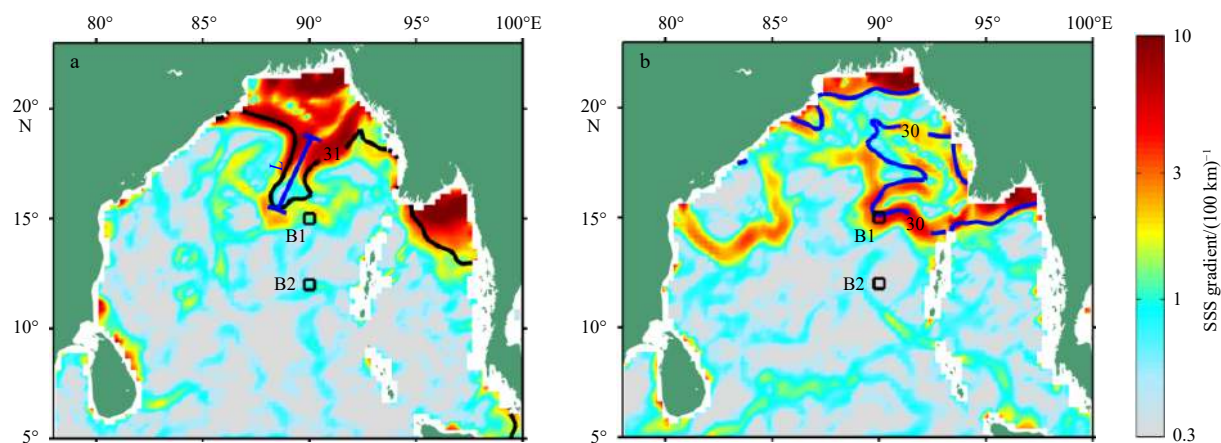 80° 85° 90° 95° 100°E 80° 85° 90° 95° 100°E
a b 10
20° 20°
N N
30
31
L
3
15° 15°
B1 B1 30
B2 B2
1
10° 10°
SSS gradient/(100 km)⁻¹
5° 5° 0.3